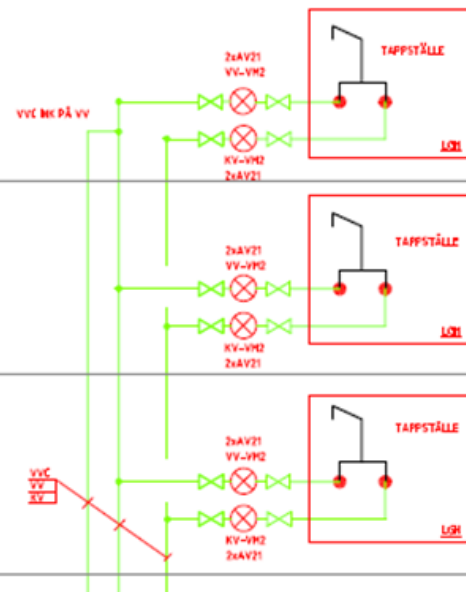 2xAV21
VV-VM2
TAPPSTÄLLE
VVC INK PÅ VV
KV-VM2
2xAV21
LGH
2xAV21
VV-VM2
TAPPSTÄLLE
KV-VM2
2xAV21
LGH
2xAV21
VV-VM2
TAPPSTÄLLE
VVC
VV
KV
KV-VM2
2xAV21
LGH